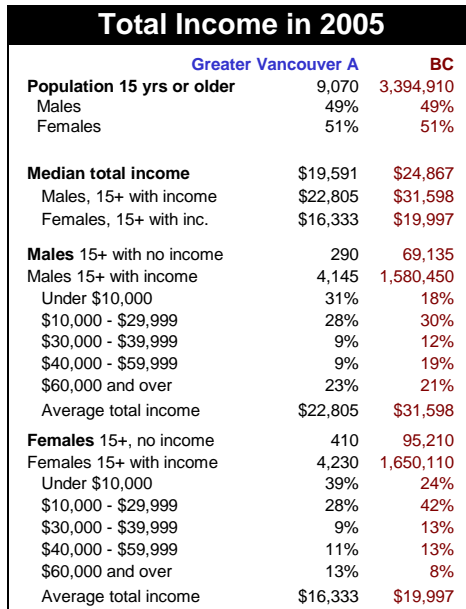 Total Income in 2005
Greater Vancouver A BC
Population 15 yrs or older 9,070 3,394,910
Males 49% 49%
Females 51% 51%
Median total income $19,591 $24,867
Males, 15+ with income $22,805 $31,598
Females, 15+ with inc. $16,333 $19,997
Males 15+ with no income 290 69,135
Males 15+ with income 4,145 1,580,450
Under $10,000 31% 18%
$10,000 - $29,999 28% 30%
$30,000 - $39,999 9% 12%
$40,000 - $59,999 9% 19%
$60,000 and over 23% 21%
Average total income $22,805 $31,598
Females 15+, no income 410 95,210
Females 15+ with income 4,230 1,650,110
Under $10,000 39% 24%
$10,000 - $29,999 28% 42%
$30,000 - $39,999 9% 13%
$40,000 - $59,999 11% 13%
$60,000 and over 13% 8%
Average total income $16,333 $19,997